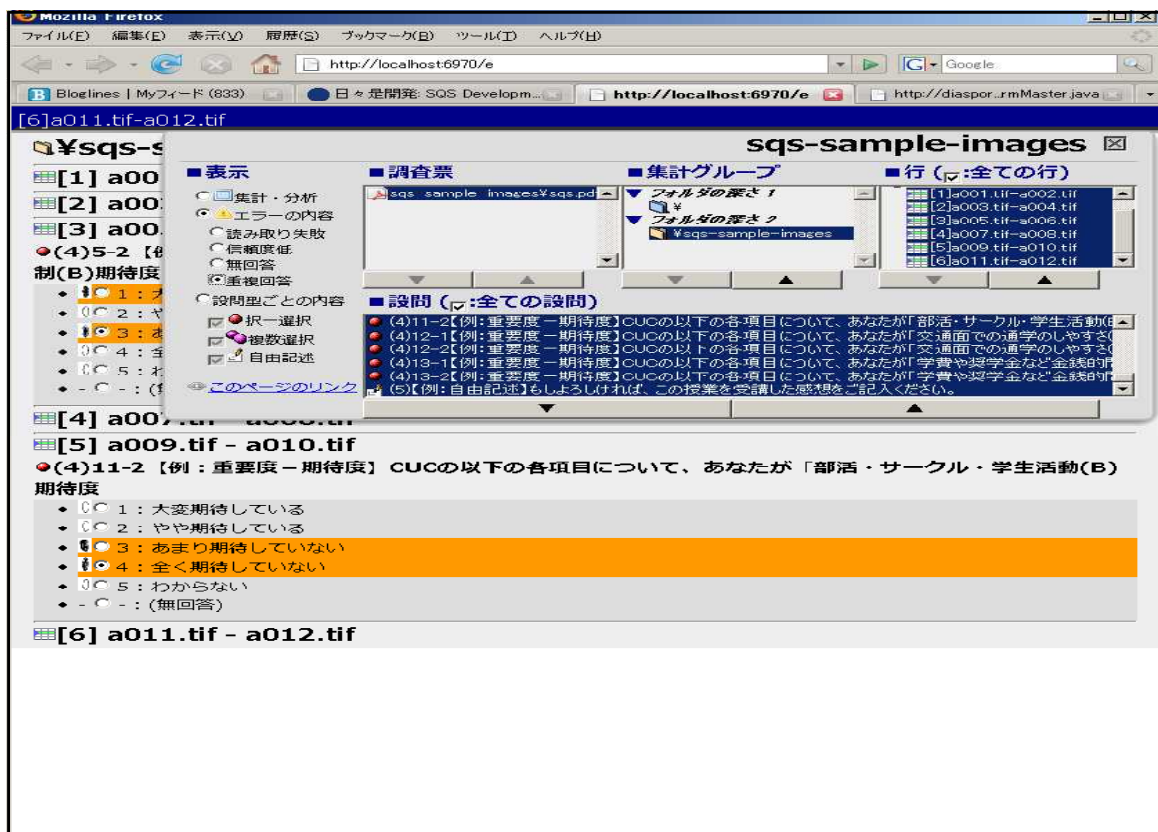 Mozilla Firefox
ファイル(F) 編集(E) 表示(V) 履歴(S) ブックマーク(B) ツール(T) ヘルプ(H)
http://localhost:6970/e
Google
Bloglines | Myフィード (833)
日々是開発: SQS Developm...
http://localhost:6970/e
http://diaspor..rmMaster.java
[6]a011.tif-a012.tif
sqs-sample-images
■表示
集計・分析
エラーの内容
読み取り失敗
信頼度低
無回答
重複回答
設問型ごとの内容
択一選択
複数選択
自由記述
このページのリンク
■調査票
sqs-sample-images¥sqs.pd
■集計グループ
▼ フォルダの深さ 1
¥
▼ フォルダの深さ 2
¥sqs-sample-images
■行 (:全ての行)
[1]a001.tif-a002.tif
[2]a003.tif-a004.tif
[3]a005.tif-a006.tif
[4]a007.tif-a008.tif
[5]a009.tif-a010.tif
[6]a011.tif-a012.tif
■設問 (:全ての設問)
(4)11-2【例:重要度－期待度】CUCの以下の各項目について、あなたが「部活・サークル・学生活動(
(4)12-1【例:重要度－期待度】CUCの以下の各項目について、あなたが「交通面での通学のしやすさ(
(4)12-2【例:重要度－期待度】CUCの以下の各項目について、あなたが「交通面での通学のしやすさ(
(4)13-1【例:重要度－期待度】CUCの以下の各項目について、あなたが「学費や奨学金など金銭的
(4)13-2【例:重要度－期待度】CUCの以下の各項目について、あなたが「学費や奨学金など金銭的
(5)【例:自由記述】もしよろしければ、この授業を受講した感想をご記入ください。
¥sqs-s
[1] a00
[2] a00
[3] a00
(4)5-2 【
制(B)期待度
1 :
2 :
3 :
4 :
5 : わ
- :
[4] a007.tif - a008.tif
[5] a009.tif - a010.tif
(4)11-2 【例：重要度－期待度】 CUCの以下の各項目について、あなたが「部活・サークル・学生活動(B)
期待度
1 : 大変期待している
2 : やや期待している
3 : あまり期待していない
4 : 全く期待していない
5 : わからない
- - : (無回答)
[6] a011.tif - a012.tif